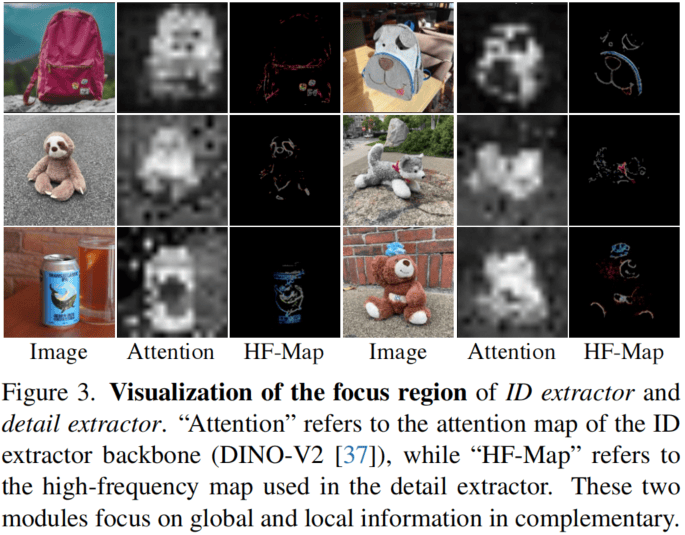 Image Attention HF-Map Image Attention HF-Map
Figure 3. Visualization of the focus region of ID extractor and
detail extractor. “Attention” refers to the attention map of the ID
extractor backbone (DINO-V2 [37]), while “HF-Map” refers to
the high-frequency map used in the detail extractor. These two
modules focus on global and local information in complementary.